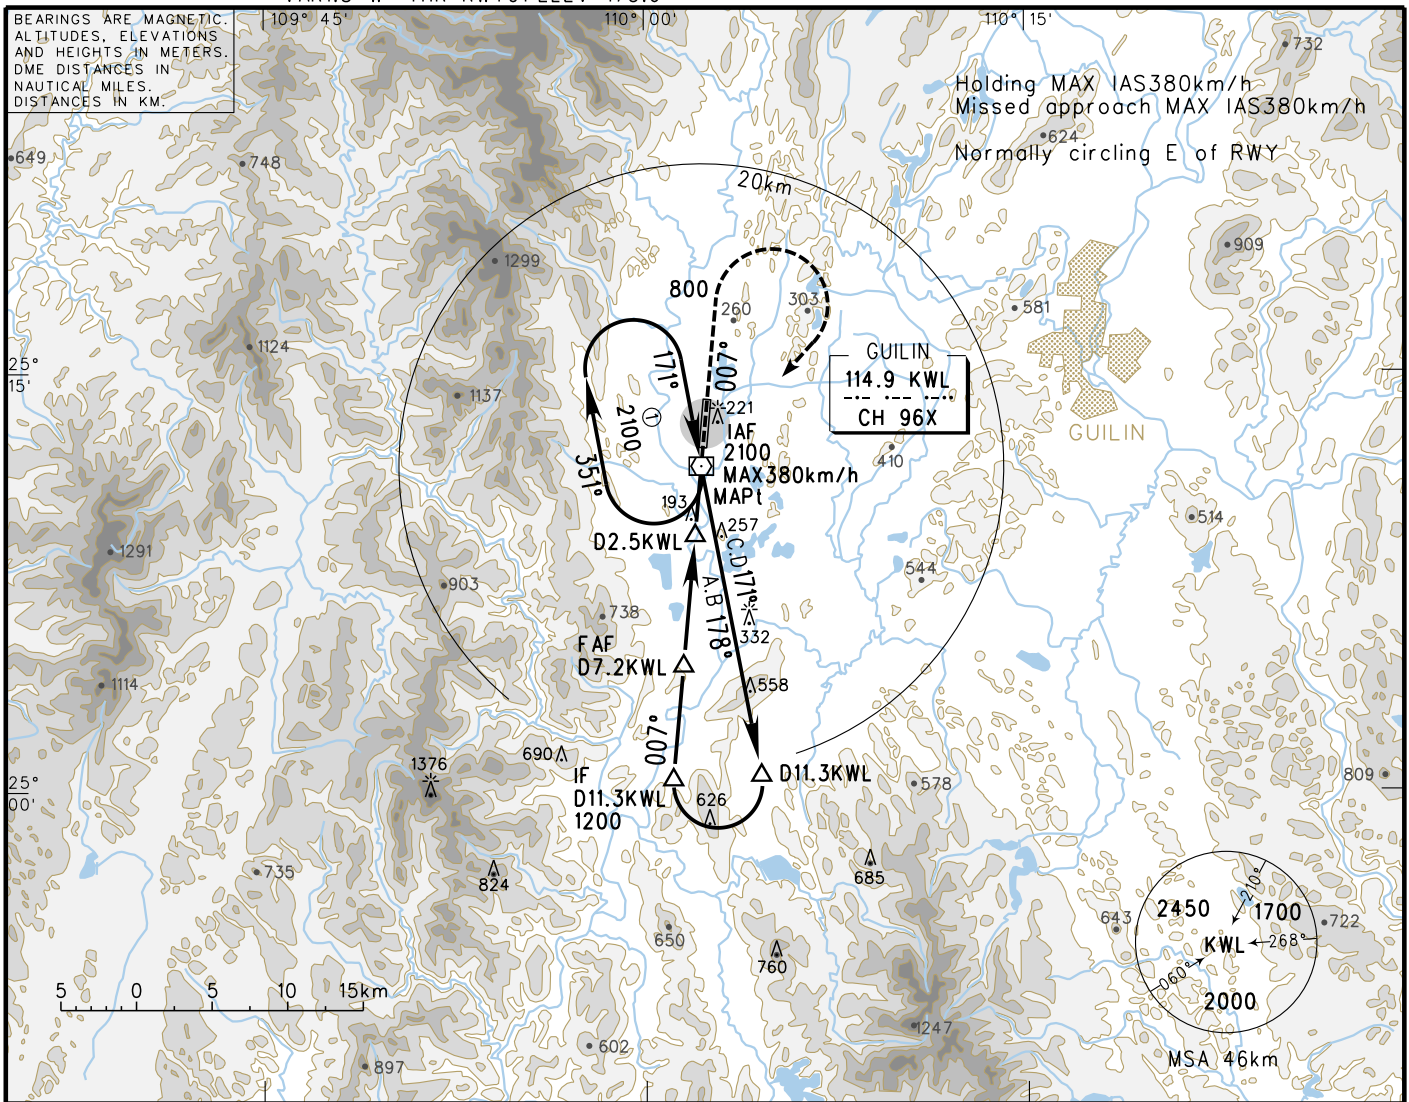 BEARINGS ARE MAGNETIC.
ALTITUDES, ELEVATIONS
AND HEIGHTS IN METERS.
DME DISTANCES IN
NAUTICAL MILES.
DISTANCES IN KM.
109° 45'
110° 00'
110° 15'
732
Holding MAX IAS380km/h
Missed approach MAX IAS380km/h
624
Normally circling E of RWY
649
748
20km
400
200
909
1299
800
260
303
581
1124
171°
007°
25°
15'
GUILIN
114.9 KWL
CH 96X
1137
2100
①
221
IAF
2100
MAX380km/h
MAPt
GUILIN
410
351°
193
257
514
D2.5KWL
C.D 171°
1291
903
544
A.B 178°
738
332
FAF
D7.2KWL
1114
558
007°
690
1376
IF
D11.3KWL
1200
D11.3KWL
626
578
809
25°
00'
735
824
685
643
2450
210°
1700
722
KWL
268°
060°
2000
650
760
5 0 5 10 15km
1247
602
897
MSA 46km